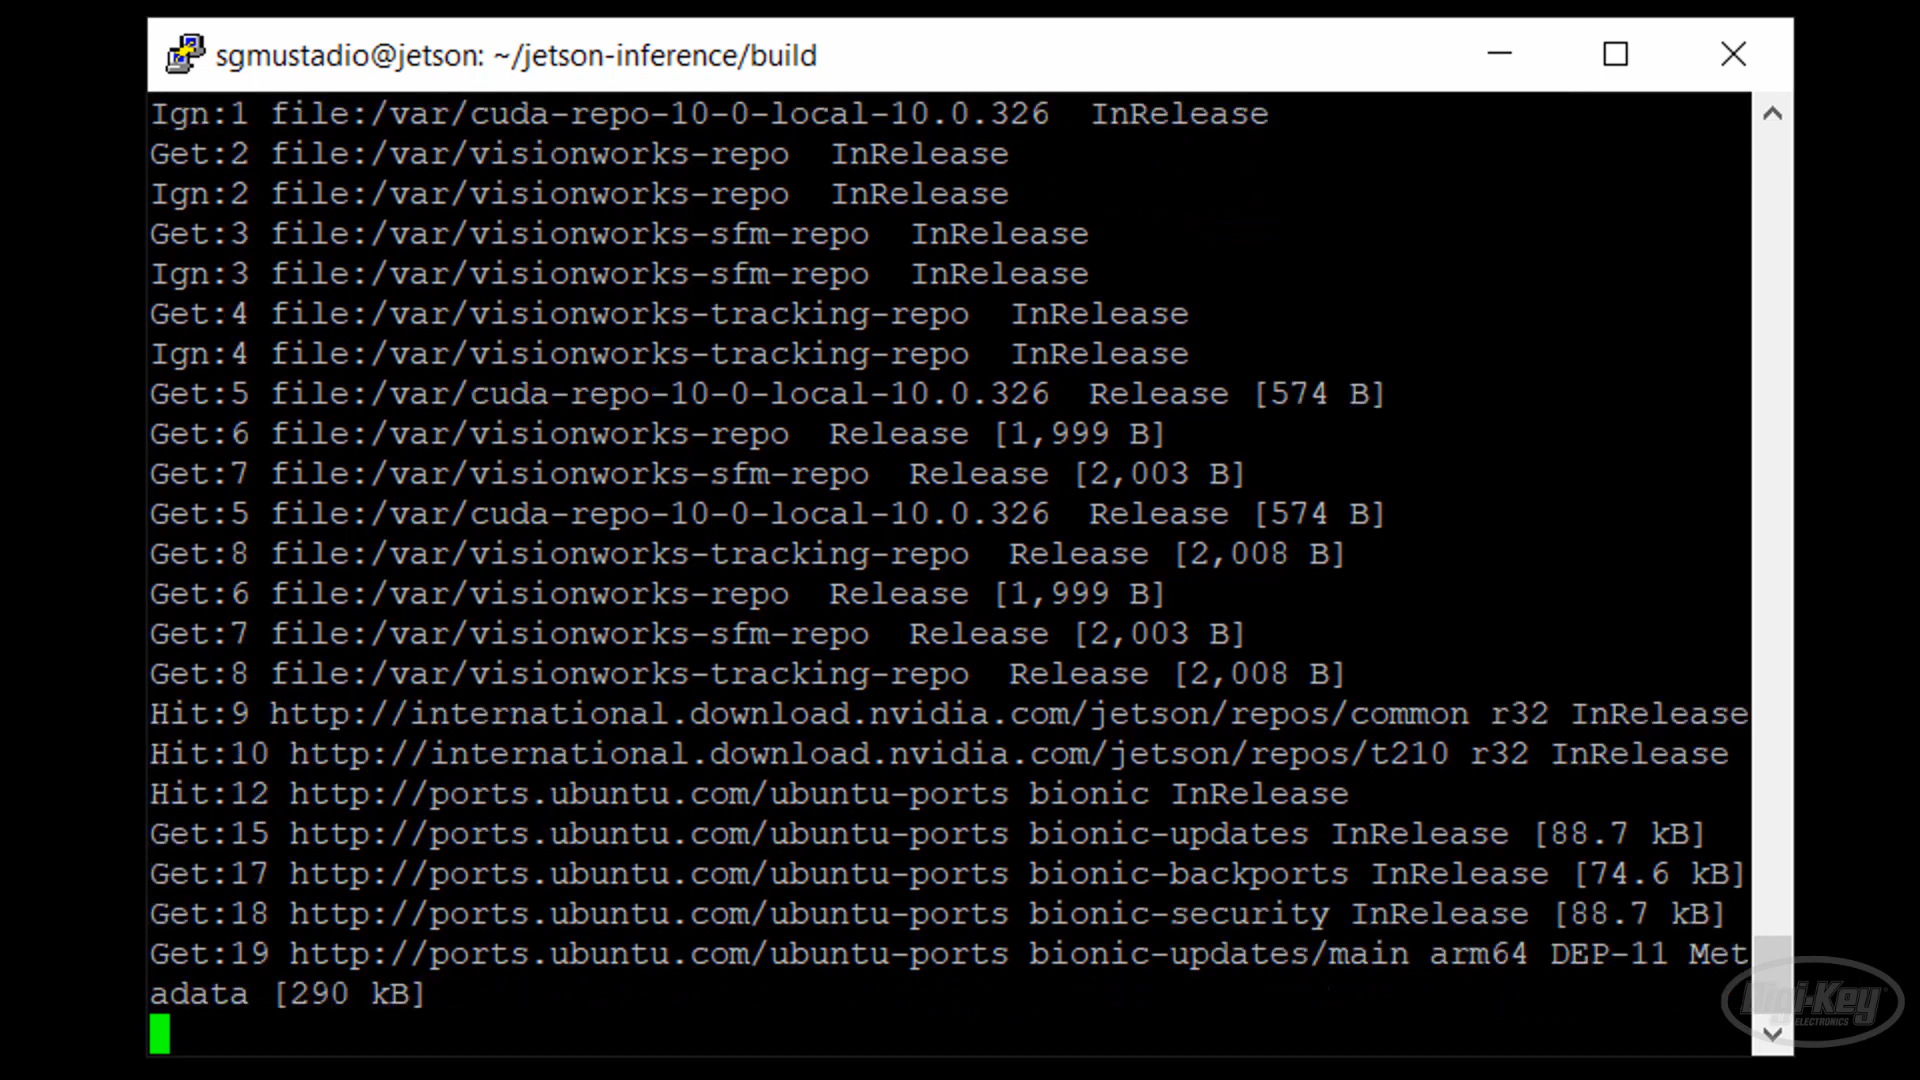 sgmustadio@jetson: ~/jetson-inference/build
Ign:1 file:/var/cuda-repo-10-0-local-10.0.326  InRelease
Get:2 file:/var/visionworks-repo  InRelease
Ign:2 file:/var/visionworks-repo  InRelease
Get:3 file:/var/visionworks-sfm-repo  InRelease
Ign:3 file:/var/visionworks-sfm-repo  InRelease
Get:4 file:/var/visionworks-tracking-repo  InRelease
Ign:4 file:/var/visionworks-tracking-repo  InRelease
Get:5 file:/var/cuda-repo-10-0-local-10.0.326  Release [574 B]
Get:6 file:/var/visionworks-repo  Release [1,999 B]
Get:7 file:/var/visionworks-sfm-repo  Release [2,003 B]
Get:5 file:/var/cuda-repo-10-0-local-10.0.326  Release [574 B]
Get:8 file:/var/visionworks-tracking-repo  Release [2,008 B]
Get:6 file:/var/visionworks-repo  Release [1,999 B]
Get:7 file:/var/visionworks-sfm-repo  Release [2,003 B]
Get:8 file:/var/visionworks-tracking-repo  Release [2,008 B]
Hit:9 http://international.download.nvidia.com/jetson/repos/common r32 InRelease
Hit:10 http://international.download.nvidia.com/jetson/repos/t210 r32 InRelease
Hit:12 http://ports.ubuntu.com/ubuntu-ports bionic InRelease
Get:15 http://ports.ubuntu.com/ubuntu-ports bionic-updates InRelease [88.7 kB]
Get:17 http://ports.ubuntu.com/ubuntu-ports bionic-backports InRelease [74.6 kB]
Get:18 http://ports.ubuntu.com/ubuntu-ports bionic-security InRelease [88.7 kB]
Get:19 http://ports.ubuntu.com/ubuntu-ports bionic-updates/main arm64 DEP-11 Met
adata [290 kB]
Digi-Key
ELECTRONICS